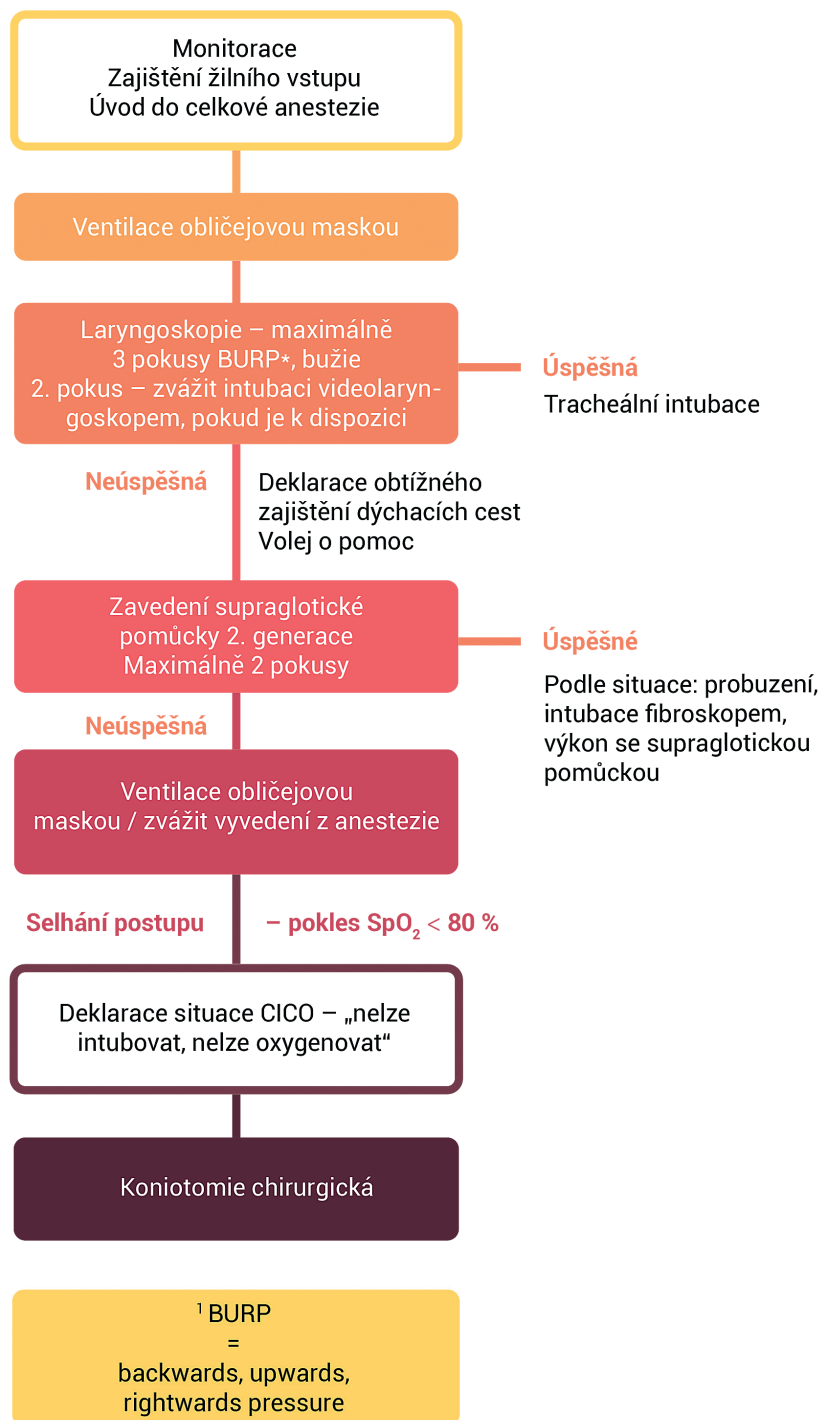 Monitorace
Zajištění žilního vstupu
Úvod do celkové anestezie
Ventilace obličejovou maskou
Laryngoskopie – maximálně
3 pokusy BURP*, bužie
2. pokus – zvážit intubaci videolaryn-
goskopem, pokud je k dispozici
Úspěšná
Tracheální intubace
Neúspěšná
Deklarace obtížného
zajištění dýchacích cest
Volej o pomoc
Zavedení supraglotické
pomůcky 2. generace
Maximálně 2 pokusy
Úspěšné
Podle situace: probuzení,
intubace fibroskopem,
výkon se supraglotickou
pomůckou
Neúspěšná
Ventilace obličejovou
maskou / zvážit vyvedení z anestezie
Selhání postupu – pokles SpO₂ < 80 %
Deklarace situace CICO – „nelze
intubovat, nelze oxygenovat“
Koniotomie chirurgická
¹ BURP
=
backwards, upwards,
rightwards pressure